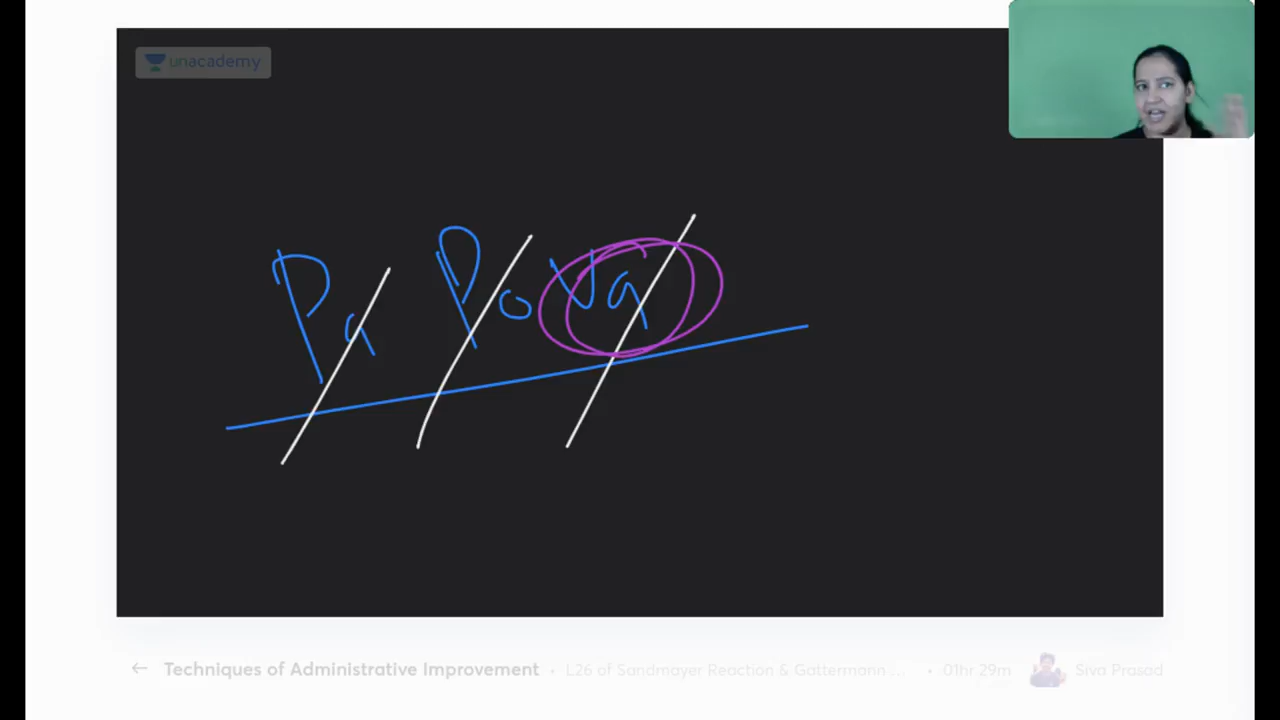 unacademy
Pa Po Va
Techniques of Administrative Improvement • L26 of Sandmayer Reaction & Gattermann ... • 01hr 29m Siva Prasad